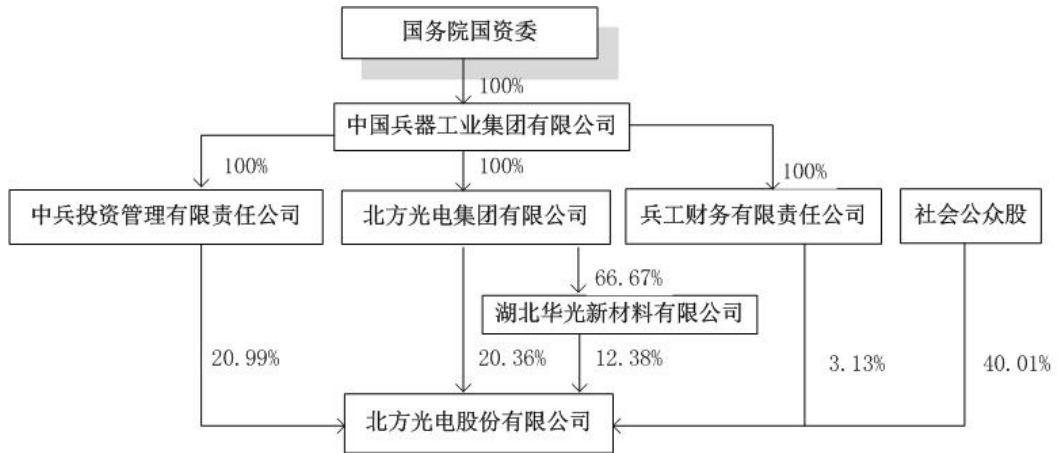 国务院国资委
100%
中国兵器工业集团有限公司
100%
100%
100%
中兵投资管理有限责任公司
北方光电集团有限公司
兵工财务有限责任公司
社会公众股
66.67%
湖北华光新材料有限公司
20.99%
20.36%
12.38%
3.13%
40.01%
北方光电股份有限公司